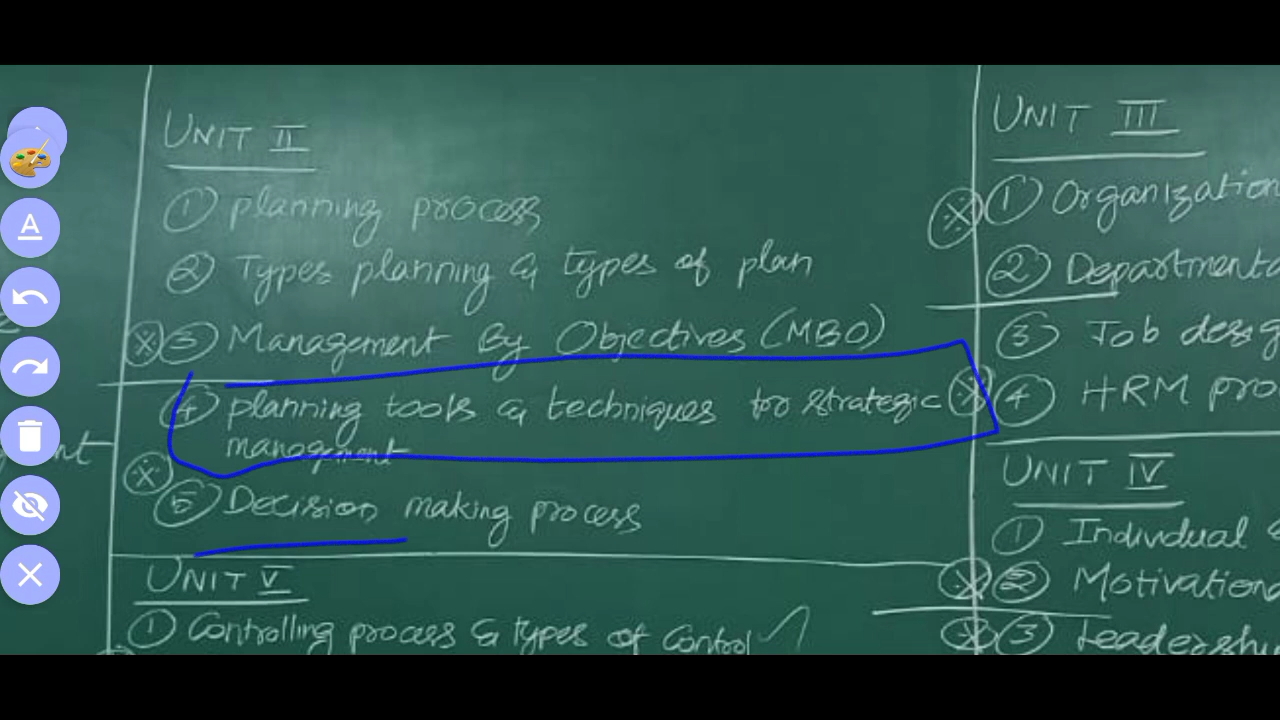 UNIT II
① planning process
② Types planning & types of plan
③ Management By Objectives (MBO)
④ planning tools & techniques for strategic
management
⑤ Decision making process
UNIT V
① Controlling process & types of Control
UNIT III
① Organization
② Departmenta
③ Job desig
④ HRM pro
UNIT IV
① Individual
② Motivation
③ Leadersh
A